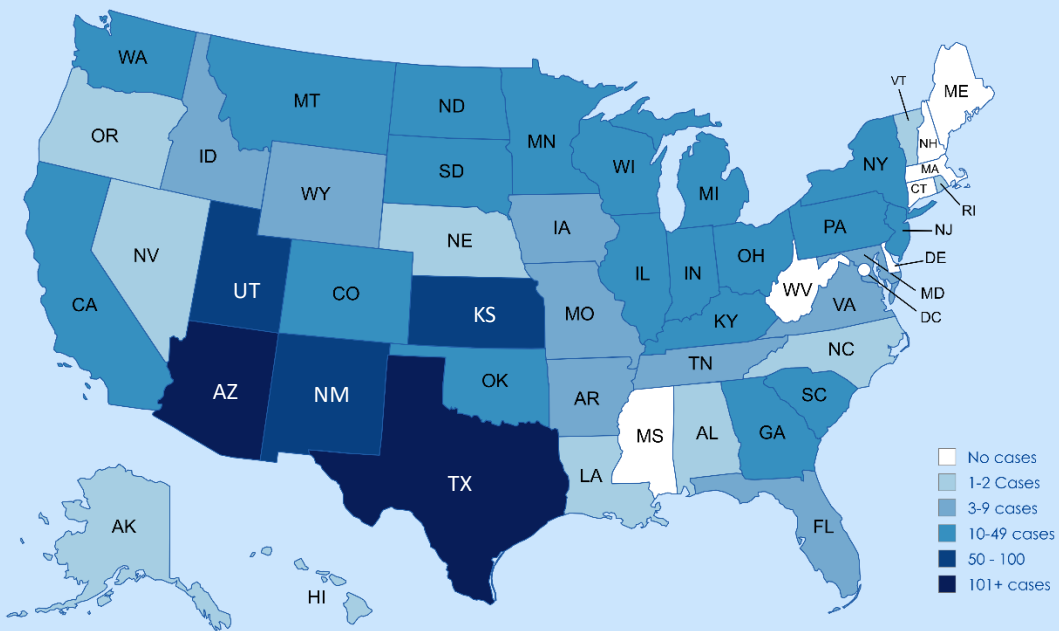 WA
MT
ND
MN
VT
ME
OR
ID
SD
WI
MI
NY
NH
MA
CT
RI
WY
IA
NE
PA
NJ
NV
UT
CO
IL
IN
OH
DE
CA
KS
MO
WV
VA
MD
DC
KY
AZ
NM
OK
AR
TN
NC
SC
TX
LA
MS
AL
GA
FL
AK
HI
No cases
1-2 Cases
3-9 cases
10-49 cases
50 - 100
101+ cases